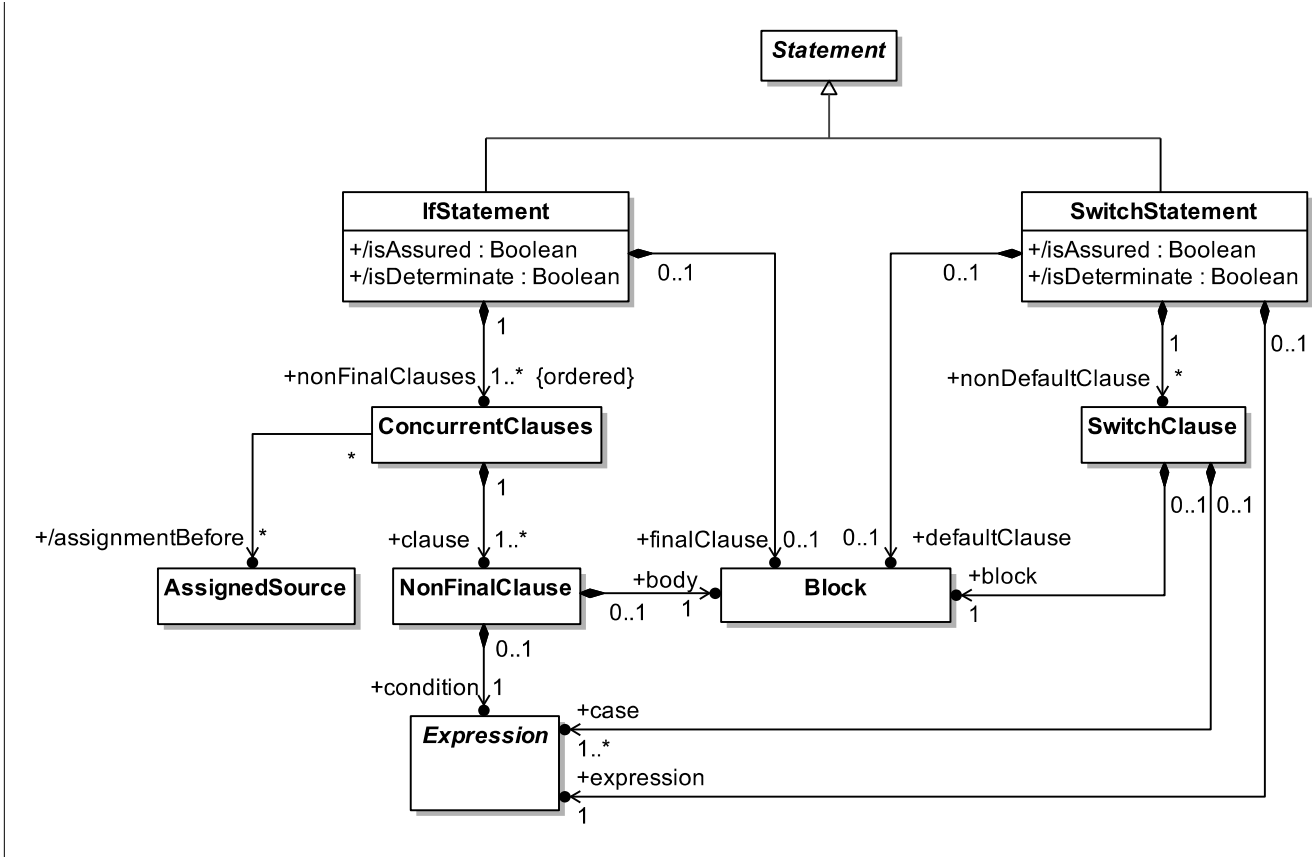 Statement
IfStatement
+/isAssured : Boolean
+/isDeterminate : Boolean
0..1
SwitchStatement
+/isAssured : Boolean
+/isDeterminate : Boolean
0..1
1
+nonFinalClauses 1..* {ordered}
1
0..1
+nonDefaultClause *
ConcurrentClauses
*
SwitchClause
1
0..1 0..1
+/assignmentBefore *
+clause 1..*
+finalClause 0..1
0..1 +defaultClause
AssignedSource
NonFinalClause
+body
0..1 1
Block
+block
1
0..1
+condition 1
Expression
+case
1..*
+expression
1